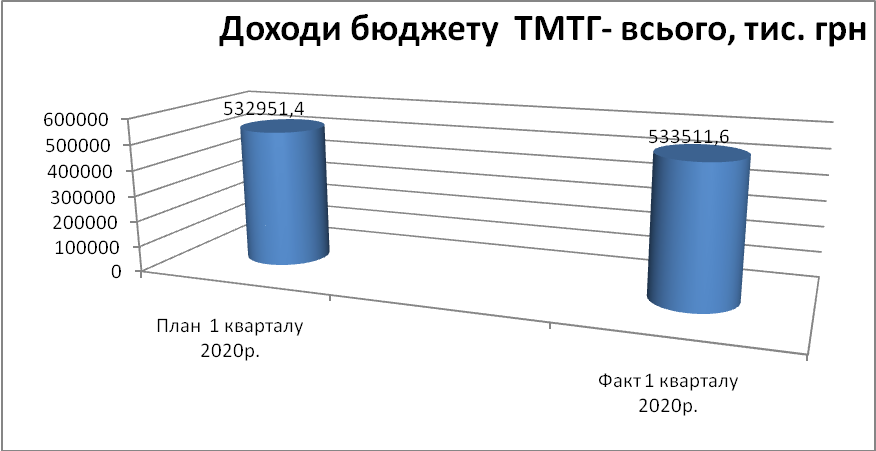 Доходи бюджету ТМТГ- всього, тис. грн
532951,4
533511,6
600000
500000
400000
300000
200000
100000
0
План 1 кварталу
2020р.
Факт 1 кварталу
2020р.